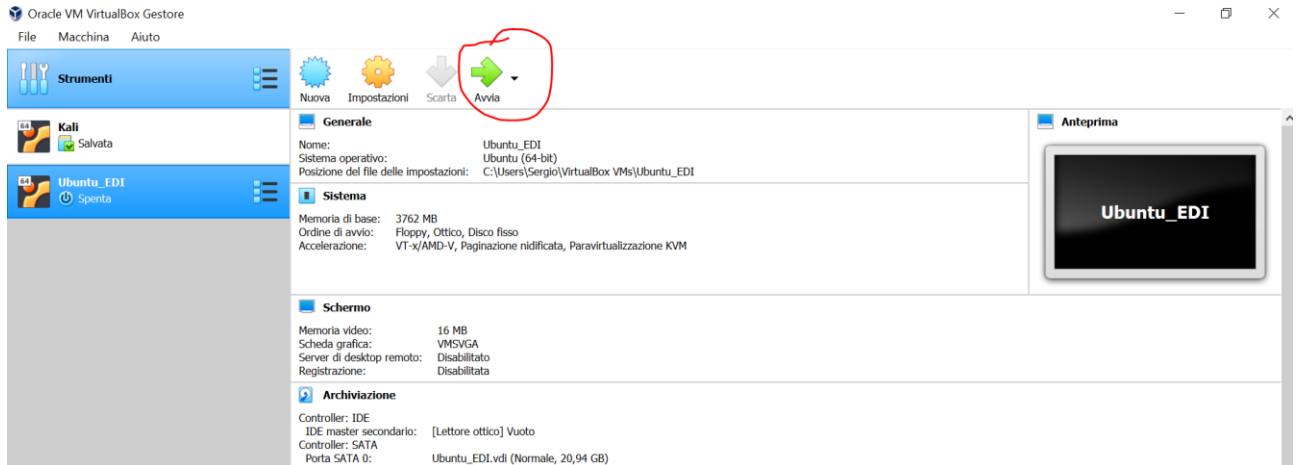 Oracle VM VirtualBox Gestore
File Macchina Aiuto
Strumenti
Nuova Impostazioni Scarta Avvia
64 Kali
Salvata
64 Ubuntu_EDI
Spenta
Generale
Nome: Ubuntu_EDI
Sistema operativo: Ubuntu (64-bit)
Posizione del file delle impostazioni: C:\Users\Sergio\VirtualBox VMs\Ubuntu_EDI
Sistema
Memoria di base: 3762 MB
Ordine di avvio: Floppy, Ottico, Disco fisso
Accelerazione: VT-x/AMD-V, Paginazione nidificata, Paravirtualizzazione KVM
Anteprima
Ubuntu_EDI
Schermo
Memoria video: 16 MB
Scheda grafica: VMSVGA
Server di desktop remoto: Disabilitato
Registrazione: Disabilitata
Archiviazione
Controller: IDE
IDE master secondario: [Lettore ottico] Vuoto
Controller: SATA
Porta SATA 0: Ubuntu_EDI.vdi (Normale, 20,94 GB)